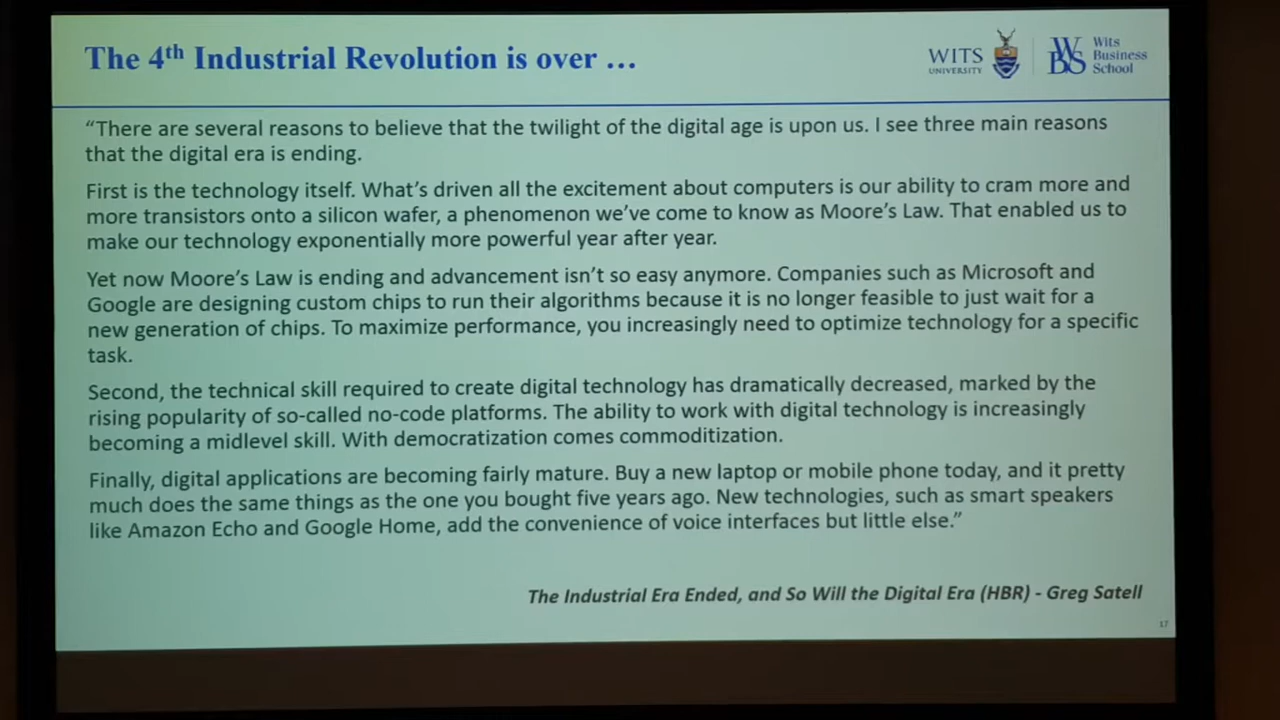 The 4th Industrial Revolution is over …
WITS
UNIVERSITY
WBS
Wits
Business
School
“There are several reasons to believe that the twilight of the digital age is upon us. I see three main reasons
that the digital era is ending.
First is the technology itself. What’s driven all the excitement about computers is our ability to cram more and
more transistors onto a silicon wafer, a phenomenon we’ve come to know as Moore’s Law. That enabled us to
make our technology exponentially more powerful year after year.
Yet now Moore’s Law is ending and advancement isn’t so easy anymore. Companies such as Microsoft and
Google are designing custom chips to run their algorithms because it is no longer feasible to just wait for a
new generation of chips. To maximize performance, you increasingly need to optimize technology for a specific
task.
Second, the technical skill required to create digital technology has dramatically decreased, marked by the
rising popularity of so-called no-code platforms. The ability to work with digital technology is increasingly
becoming a midlevel skill. With democratization comes commoditization.
Finally, digital applications are becoming fairly mature. Buy a new laptop or mobile phone today, and it pretty
much does the same things as the one you bought five years ago. New technologies, such as smart speakers
like Amazon Echo and Google Home, add the convenience of voice interfaces but little else.”
The Industrial Era Ended, and So Will the Digital Era (HBR) - Greg Satell
17